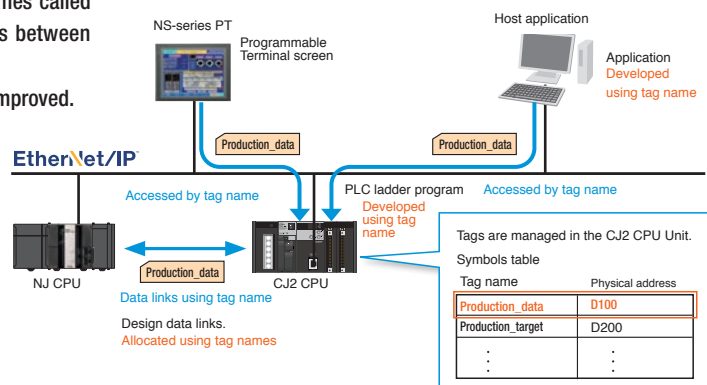 nes called
s between
mproved.
NS-series PT
Programmable
Terminal screen
Host application
Application
Developed
using tag name
Production_data
Production_data
EtherNet/IP
Accessed by tag name
PLC ladder program
Developed
using tag
name
Accessed by tag name
NJ CPU
Production_data
CJ2 CPU
Data links using tag name
Design data links.
Allocated using tag names
Tags are managed in the CJ2 CPU Unit.
Symbols table
Tag name Physical address
Production_data D100
Production_target D200